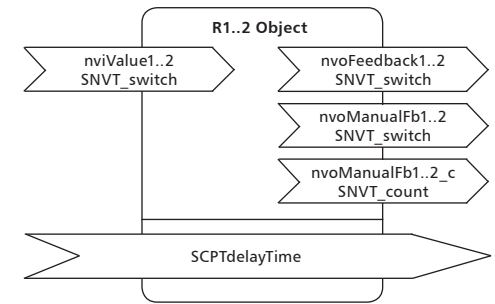 R1..2 Object
nviValue1..2
SNVT_switch
nvoFeedback1..2
SNVT_switch
nvoManualFb1..2
SNVT_switch
nvoManualFb1..2_c
SNVT_count
SCPTdelayTime